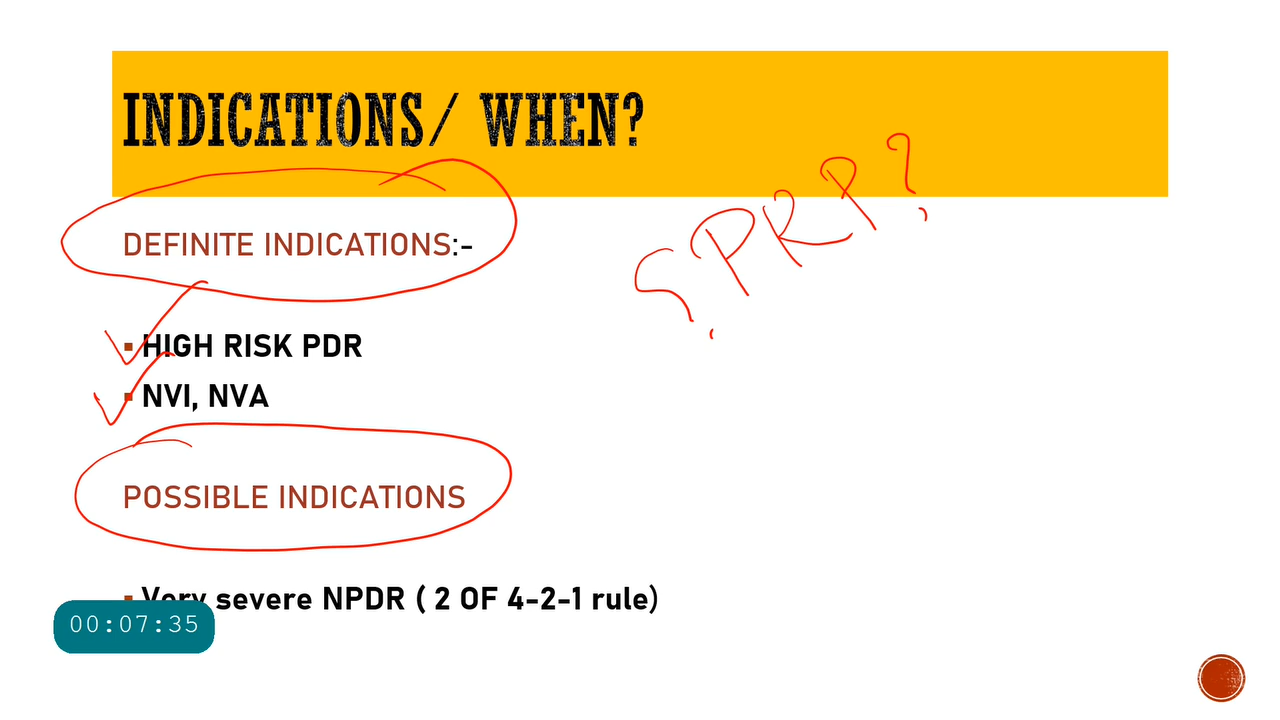 INDICATIONS/ WHEN?
? PRP?
DEFINITE INDICATIONS:-
▪ HIGH RISK PDR
▪ NVI, NVA
POSSIBLE INDICATIONS
▪ Very severe NPDR ( 2 OF 4-2-1 rule)
00:07:35